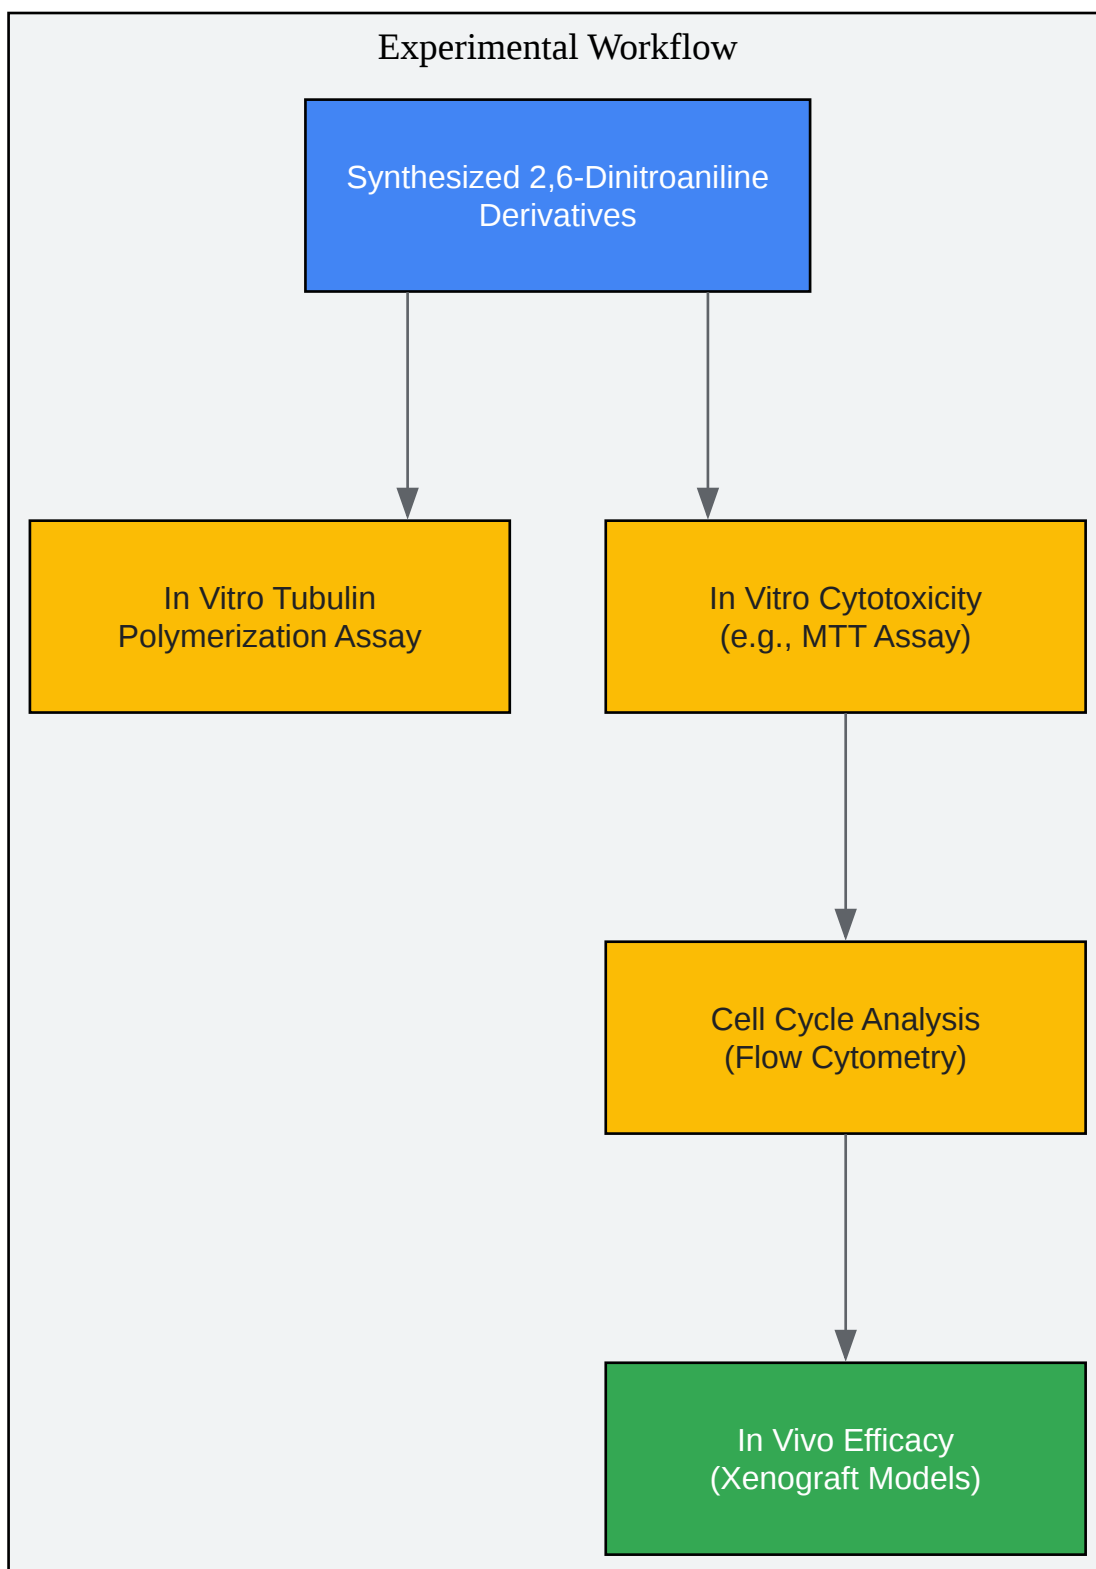 Experimental Workflow
Synthesized 2,6-Dinitroaniline
Derivatives
In Vitro Tubulin
Polymerization Assay
In Vitro Cytotoxicity
(e.g., MTT Assay)
Cell Cycle Analysis
(Flow Cytometry)
In Vivo Efficacy
(Xenograft Models)